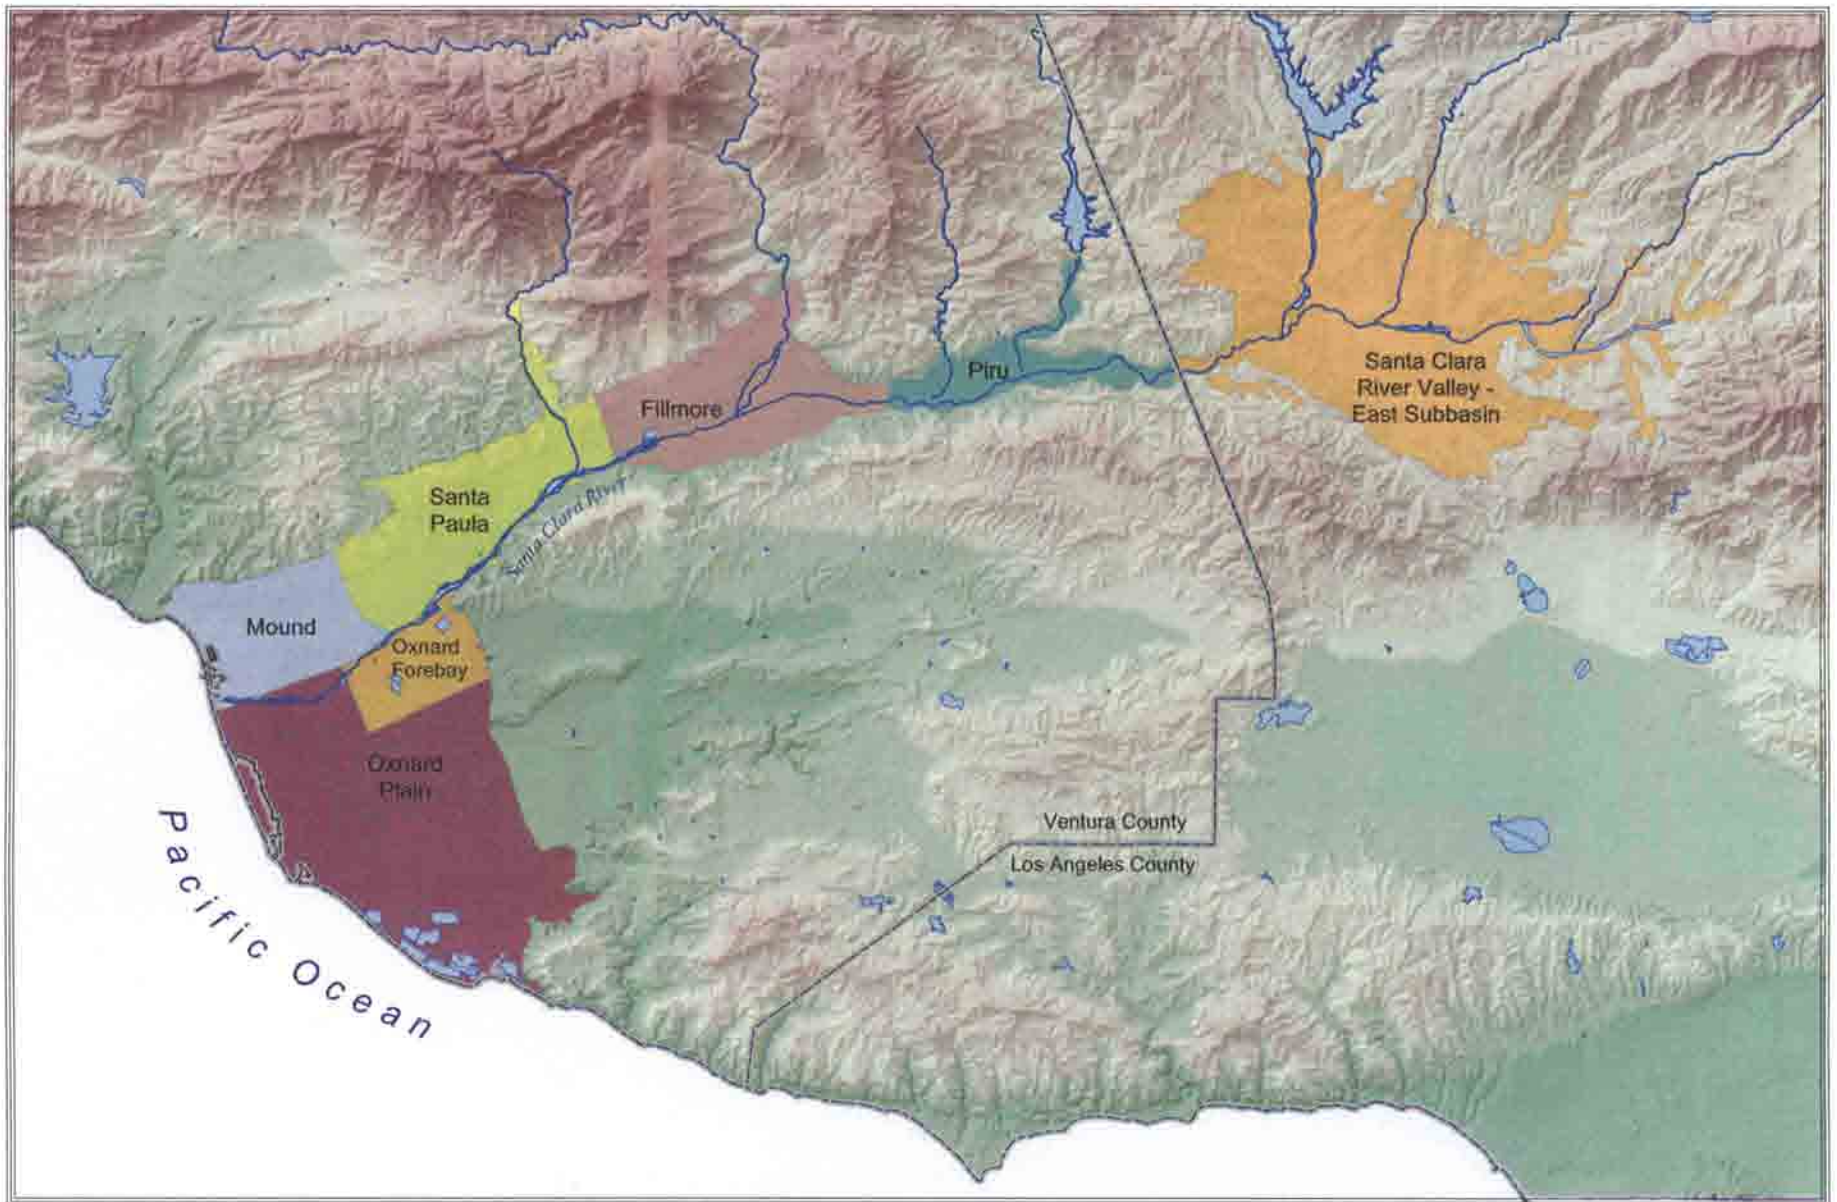 Piru
Santa Clara
River Valley -
East Subbasin
Fillmore
Santa
Paula
Santa Clara River
Mound
Oxnard
Forebay
Oxnard
Plain
Ventura County
Los Angeles County
Pacific Ocean